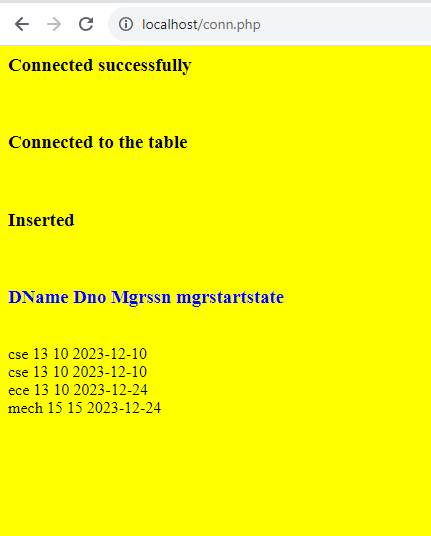 localhost/conn.php
Connected successfully
Connected to the table
Inserted
DName Dno Mgrssn mgrstartstate
cse 13 10 2023-12-10
cse 13 10 2023-12-10
ece 13 10 2023-12-24
mech 15 15 2023-12-24